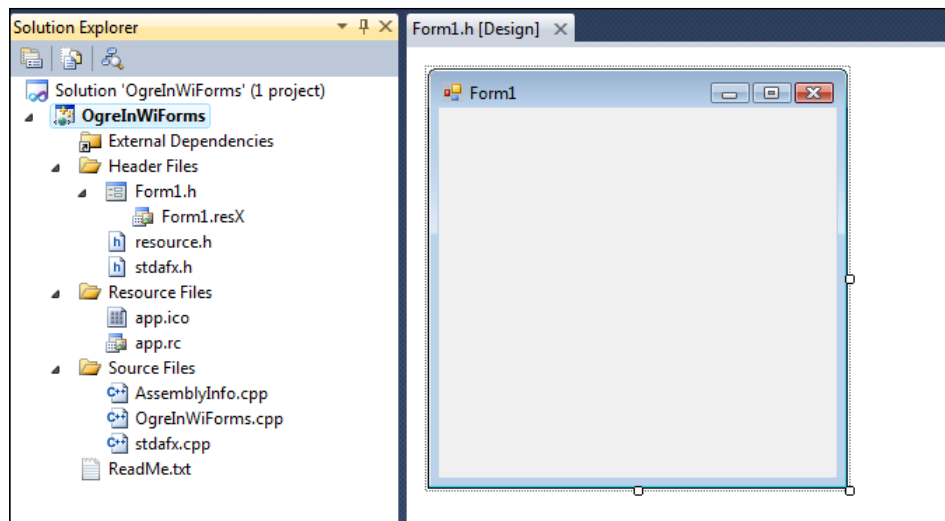 Solution Explorer
Solution 'OgreInWiForms' (1 project)
OgreInWiForms
External Dependencies
Header Files
Form1.h
Form1.resX
resource.h
stdafx.h
Resource Files
app.ico
app.rc
Source Files
AssemblyInfo.cpp
OgreInWiForms.cpp
stdafx.cpp
ReadMe.txt
Form1.h [Design]
Form1